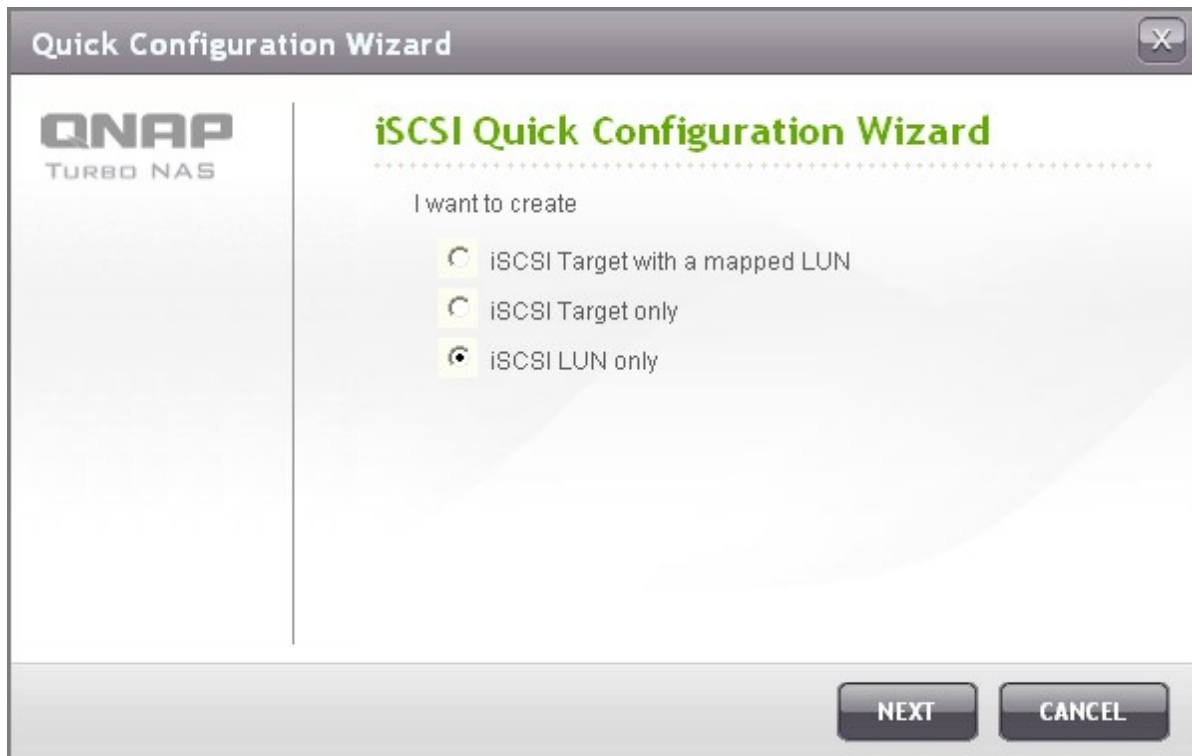 Quick Configuration Wizard
X
QNAP
TURBO NAS
iSCSI Quick Configuration Wizard
I want to create
iSCSI Target with a mapped LUN
iSCSI Target only
iSCSI LUN only
NEXT
CANCEL